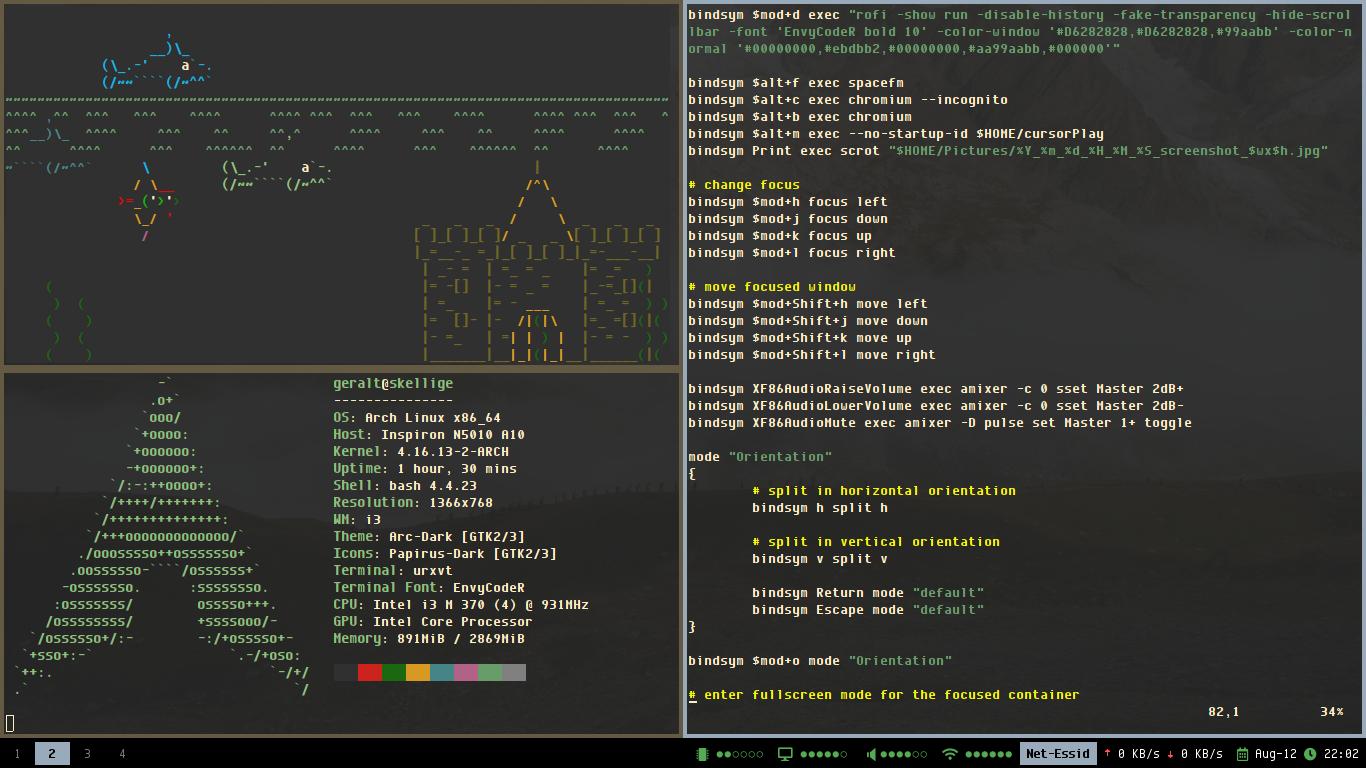 geralt@skellige
---------------
OS: Arch Linux x86_64
Host: Inspiron N5010 A10
Kernel: 4.16.13-2-ARCH
Uptime: 1 hour, 30 mins
Shell: bash 4.4.23
Resolution: 1366x768
WM: i3
Theme: Arc-Dark [GTK2/3]
Icons: Papirus-Dark [GTK2/3]
Terminal: urxvt
Terminal Font: EnvyCodeR
CPU: Intel i3 M 370 (4) @ 931MHz
GPU: Intel Core Processor
Memory: 891MiB / 2869MiB
bindsym $mod+d exec "rofi -show run -disable-history -fake-transparency -hide-scrol
lbar -font 'EnvyCodeR bold 10' -color-window '#D6282828,#D6282828,#99aabb' -color-n
ormal '#00000000,#ebdbb2,#00000000,#aa99aabb,#000000'"
bindsym $alt+f exec spacefm
bindsym $alt+c exec chromium --incognito
bindsym $alt+b exec chromium
bindsym $alt+m exec --no-startup-id $HOME/cursorPlay
bindsym Print exec scrot "$HOME/Pictures/%Y_%m_%d_%H_%M_%S_screenshot_$wx$h.jpg"
# change focus
bindsym $mod+h focus left
bindsym $mod+j focus down
bindsym $mod+k focus up
bindsym $mod+l focus right
# move focused window
bindsym $mod+Shift+h move left
bindsym $mod+Shift+j move down
bindsym $mod+Shift+k move up
bindsym $mod+Shift+l move right
bindsym XF86AudioRaiseVolume exec amixer -c 0 sset Master 2dB+
bindsym XF86AudioLowerVolume exec amixer -c 0 sset Master 2dB-
bindsym XF86AudioMute exec amixer -D pulse set Master 1+ toggle
mode "Orientation"
{
# split in horizontal orientation
bindsym h split h
# split in vertical orientation
bindsym v split v
bindsym Return mode "default"
bindsym Escape mode "default"
}
bindsym $mod+o mode "Orientation"
# enter fullscreen mode for the focused container
82,1 34%
1 2 3 4
Net-Essid ↑ 0 KB/s ↓ 0 KB/s Aug-12 22:02